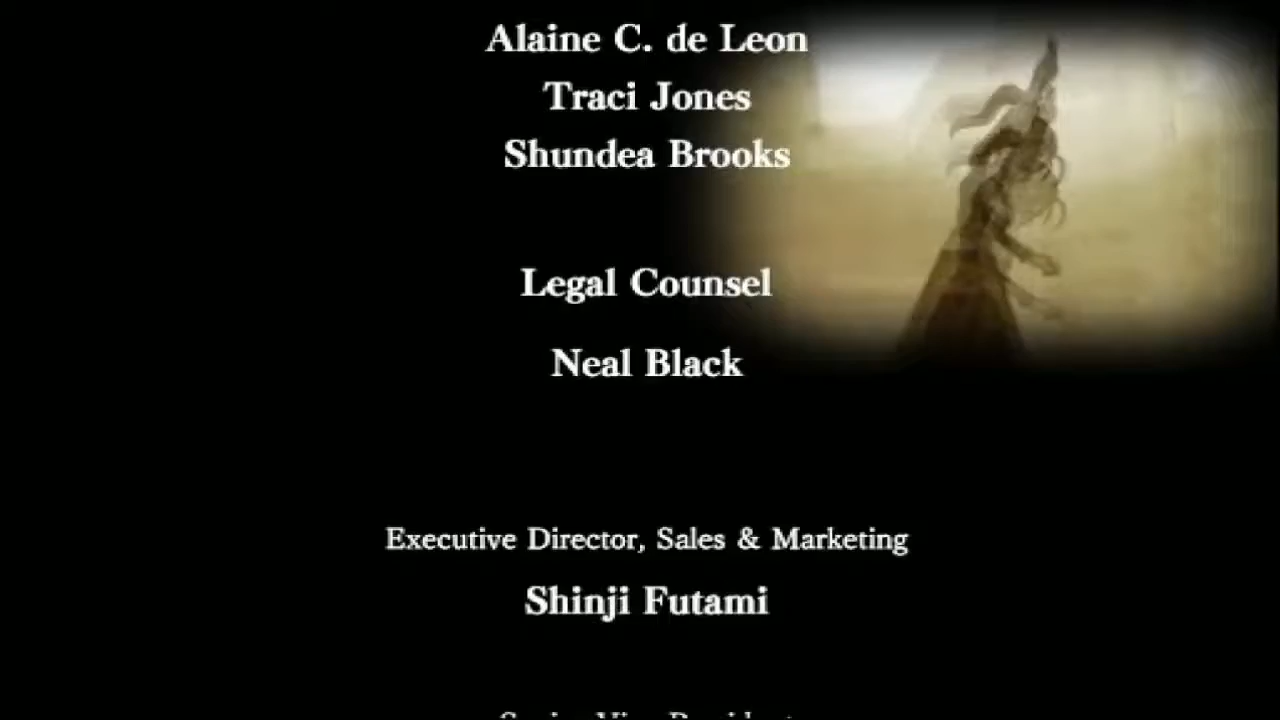 Alaine C. de Leon
Traci Jones
Shundea Brooks
Legal Counsel
Neal Black
Executive Director, Sales & Marketing
Shinji Futami